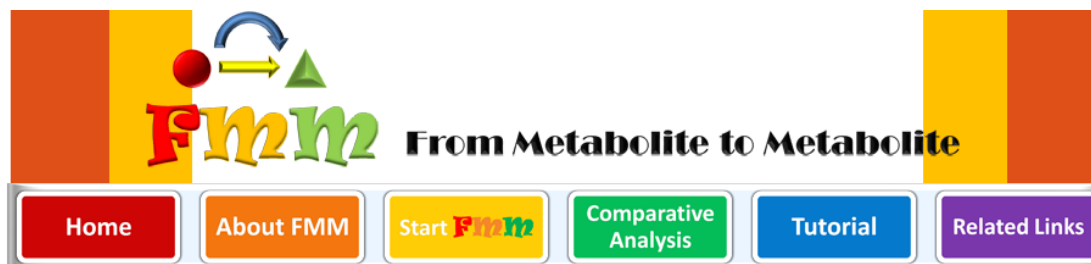 FMM From Metabolite to Metabolite
Home About FMM Start FMM Comparative Analysis Tutorial Related Links